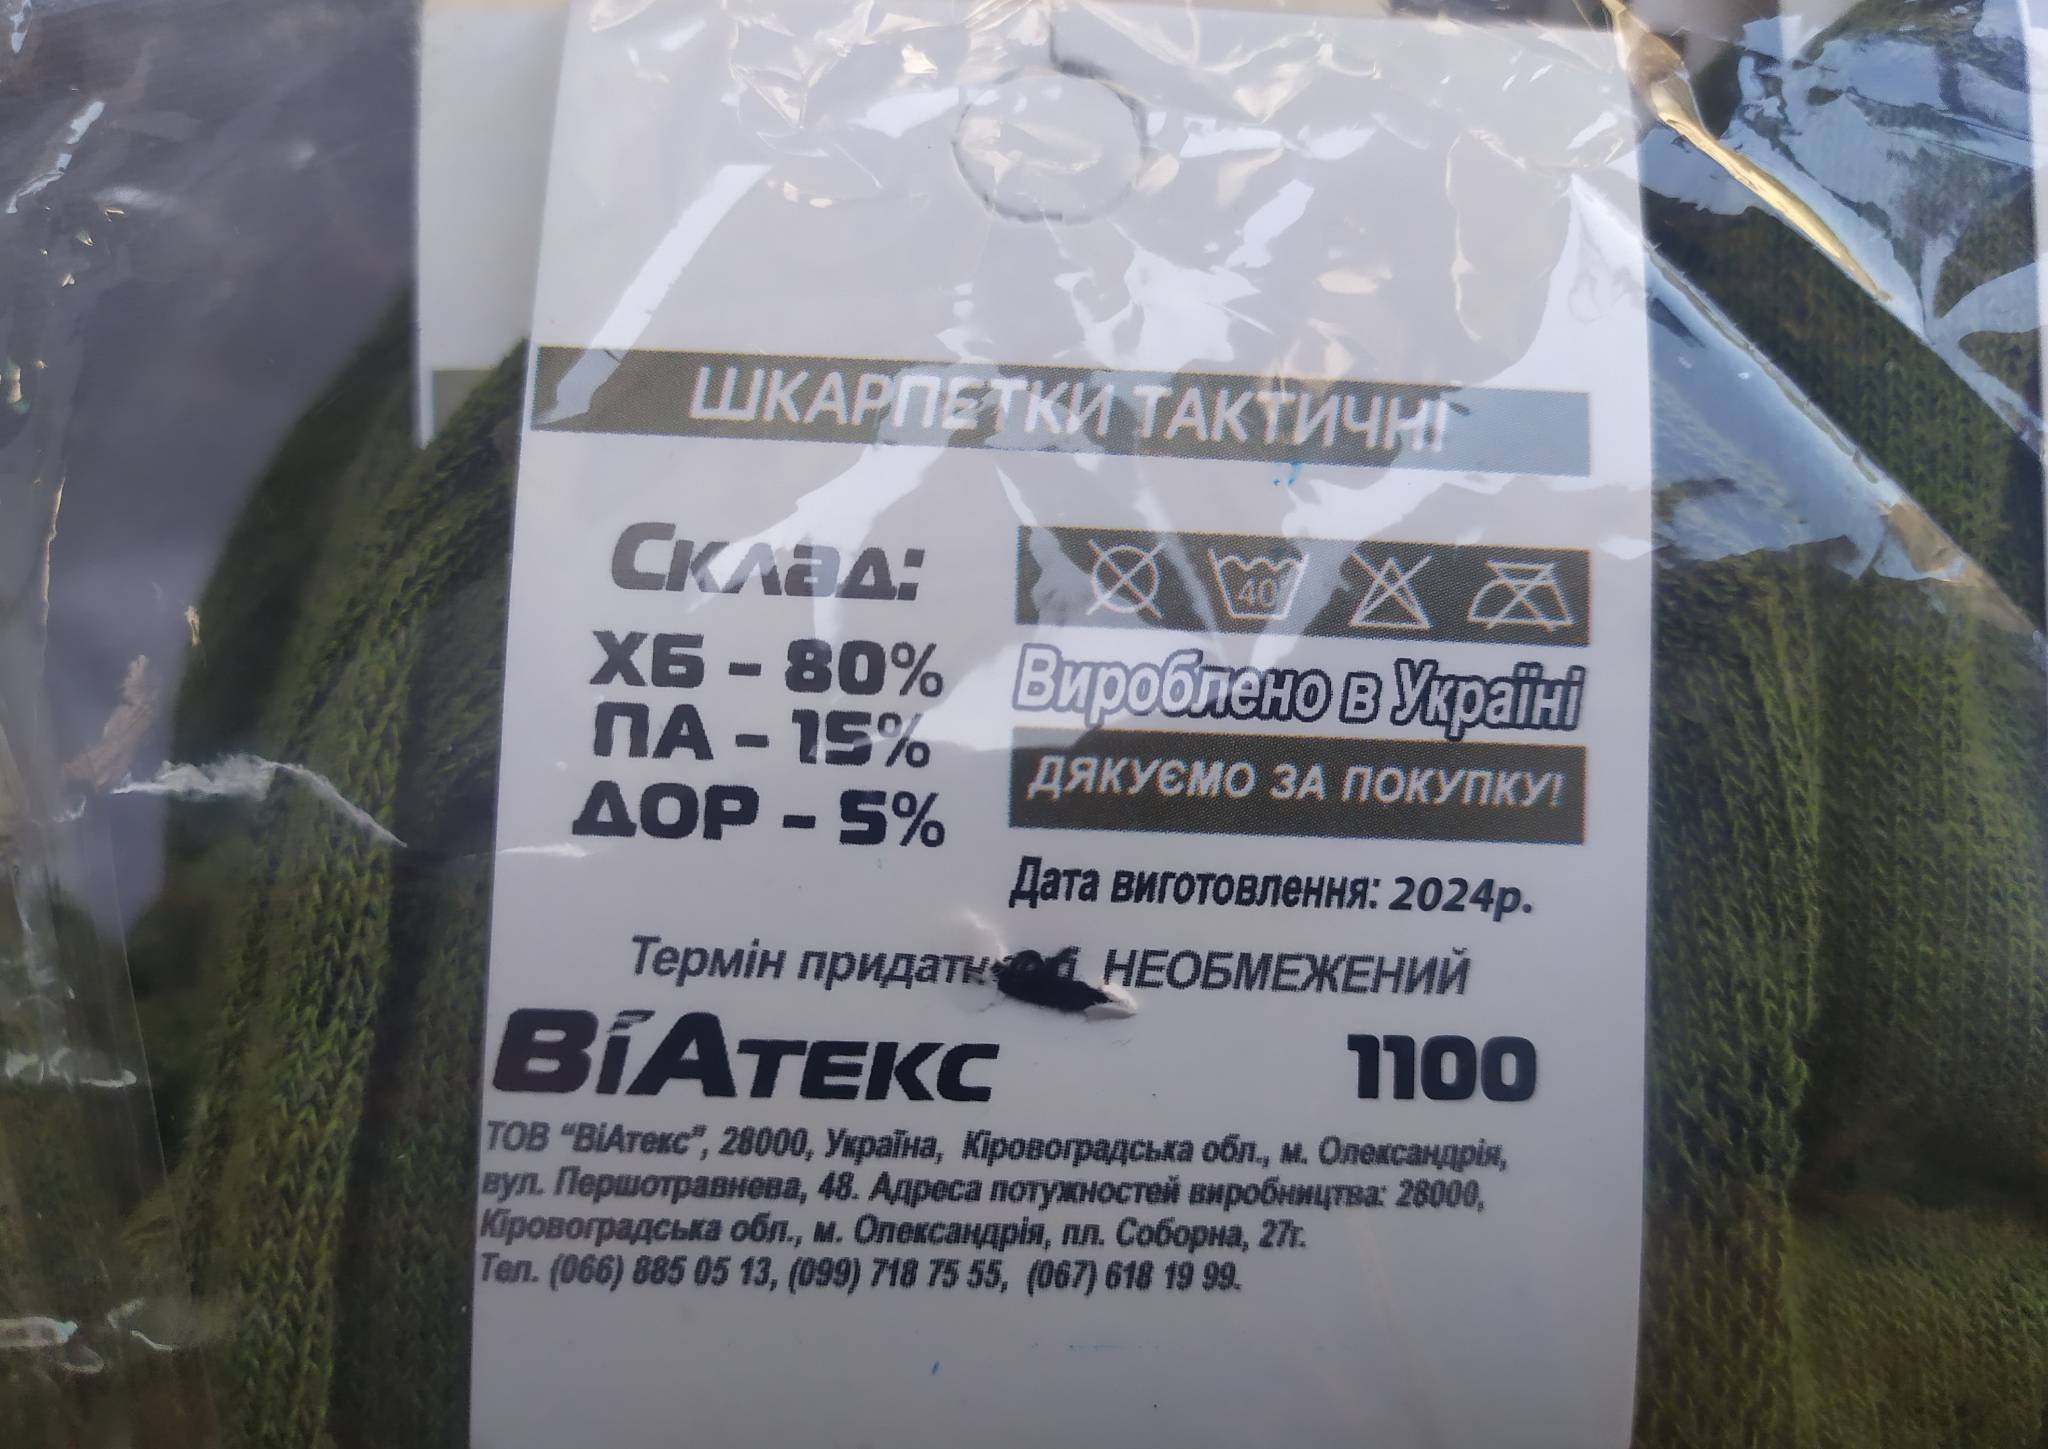 ШКАРПЕТКИ ТАКТИЧНІ
Склад:
ХБ - 80%
ПА - 15%
ДОР - 5%
40
Вироблено в Україні
ДЯКУЄМО ЗА ПОКУПКУ!
Дата виготовлення: 2024р.
Термін НЕОБМЕЖЕНИЙ
ВіАтекс 1100
ТОВ “ВіАтекс”, 28000, Україна, Кіровоградська обл., м. Олександрія,
вул. Першотравнева, 48. Адреса потужностей виробництва: 28000,
Кіровоградська обл., м. Олександрія, пл. Соборна, 27г.
Тел. (066) 885 05 13, (099) 718 75 55, (067) 618 19 99.